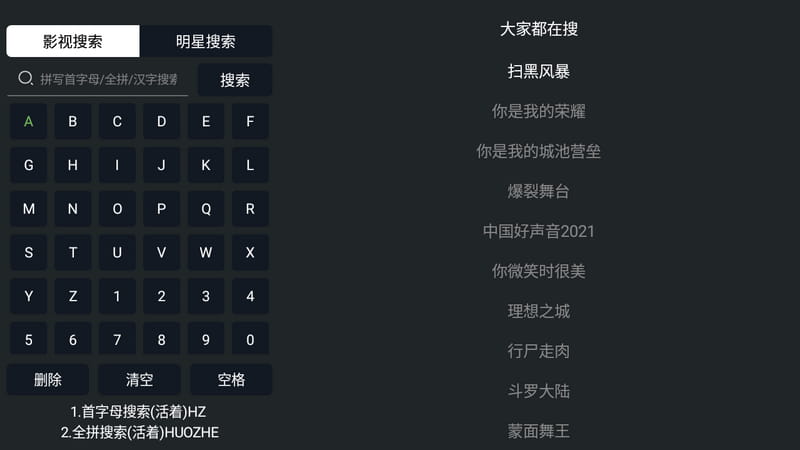 影视搜索 明星搜索
拼写首字母/全拼/汉字搜索
搜索
A B C D E F
G H I J K L
M N O P Q R
S T U V W X
Y Z 1 2 3 4
5 6 7 8 9 0
删除 清空 空格
1.首字母搜索(活着)HZ
2.全拼搜索(活着)HUOZHE
大家都在搜
扫黑风暴
你是我的荣耀
你是我的城池营垒
爆裂舞台
中国好声音2021
你微笑时很美
理想之城
行尸走肉
斗罗大陆
蒙面舞王